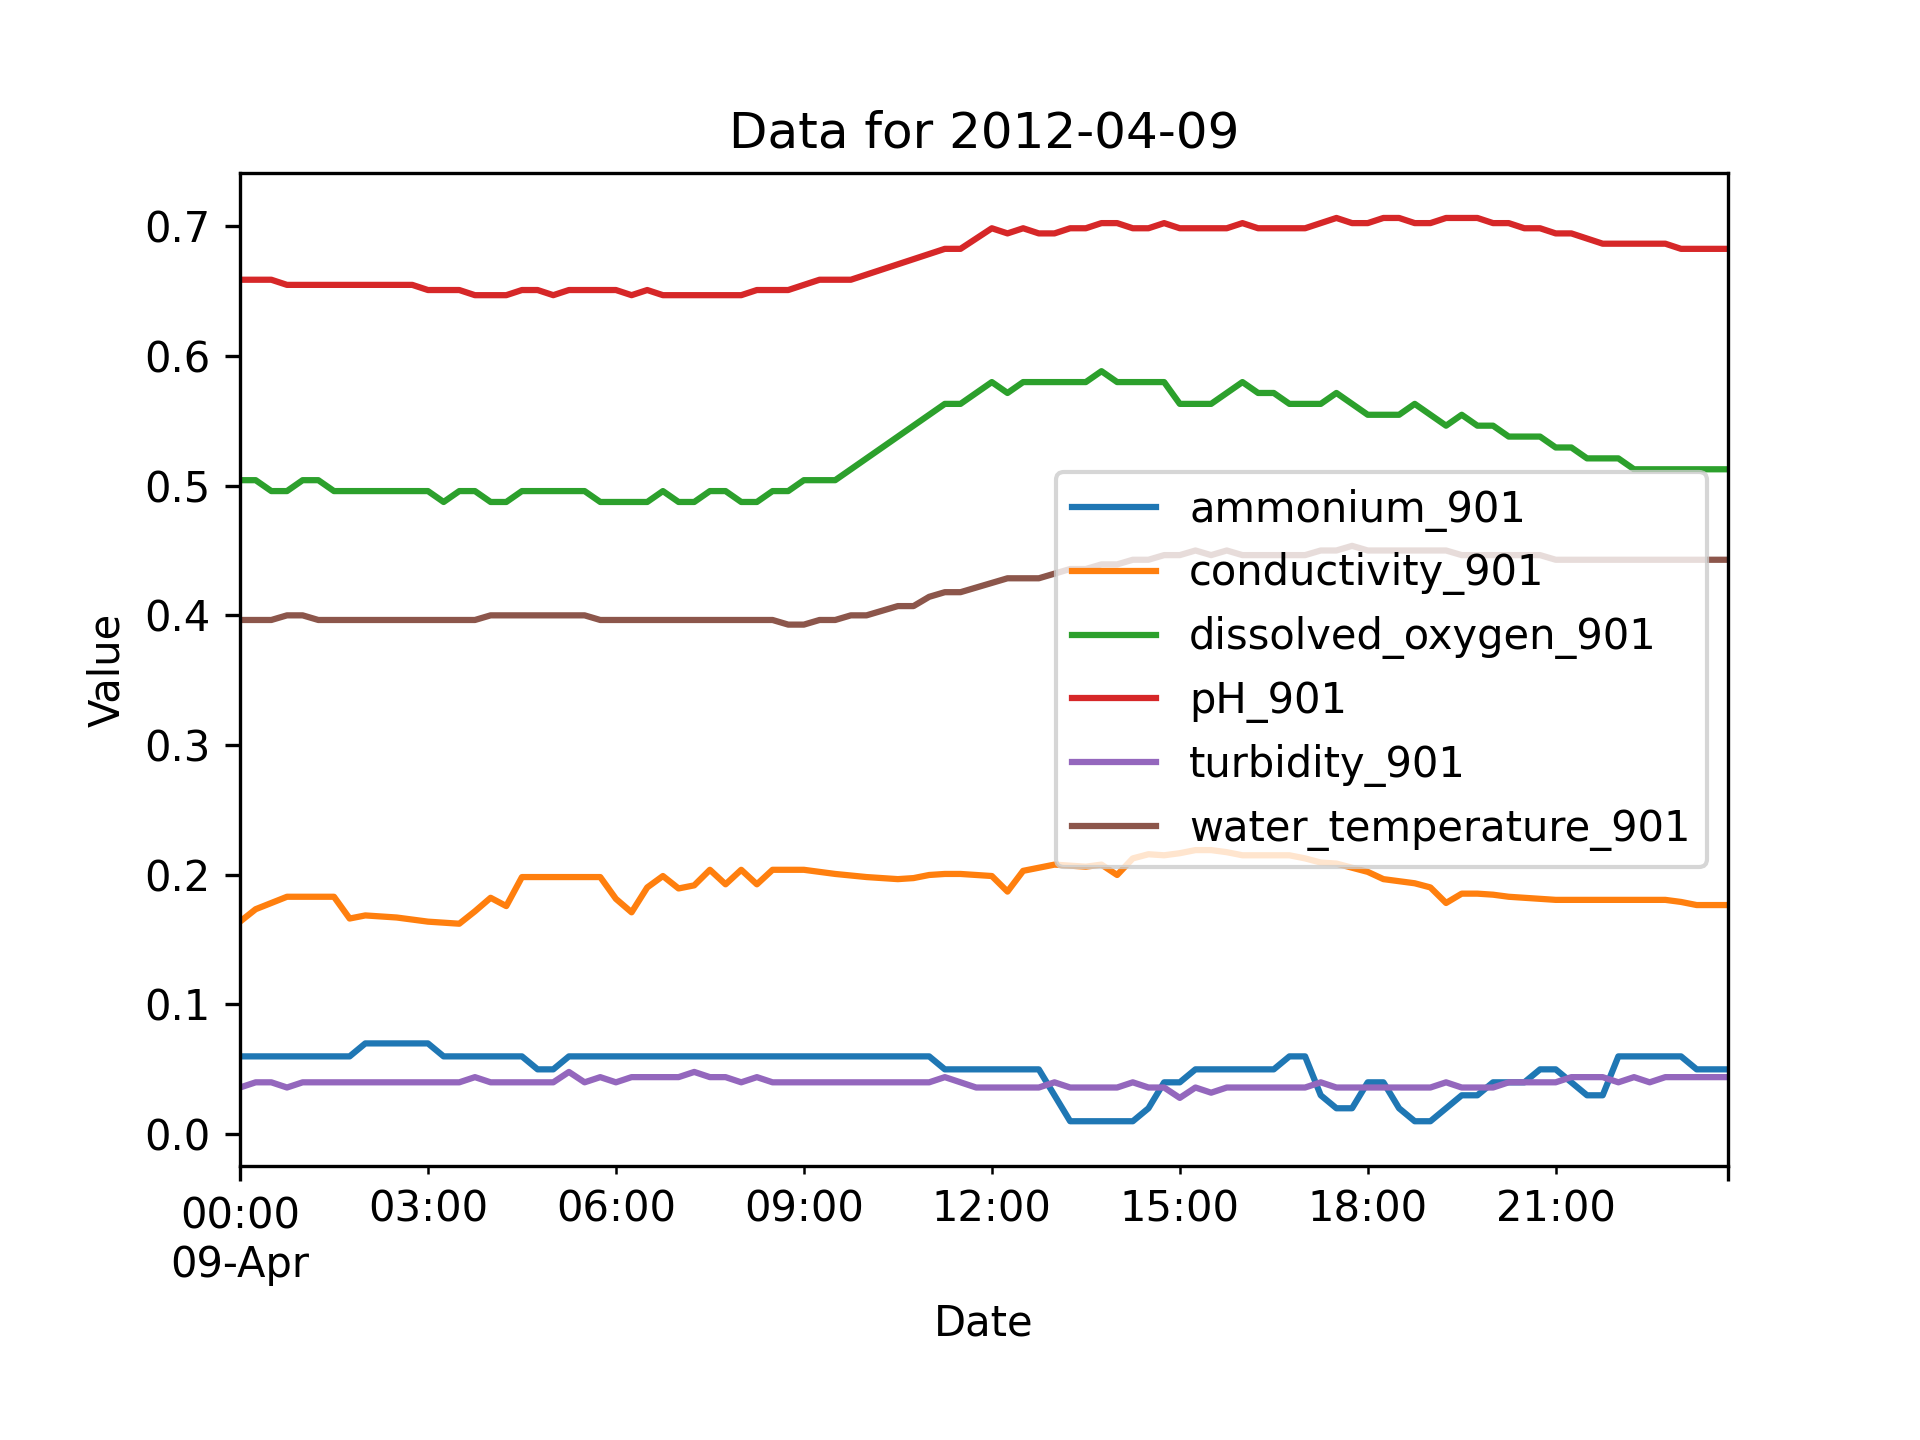 Data for 2012-04-09
Value
0.7
0.6
0.5
0.4
0.3
0.2
0.1
0.0
ammonium_901
conductivity_901
dissolved_oxygen_901
pH_901
turbidity_901
water_temperature_901
00:00 03:00 06:00 09:00 12:00 15:00 18:00 21:00
09-Apr
Date